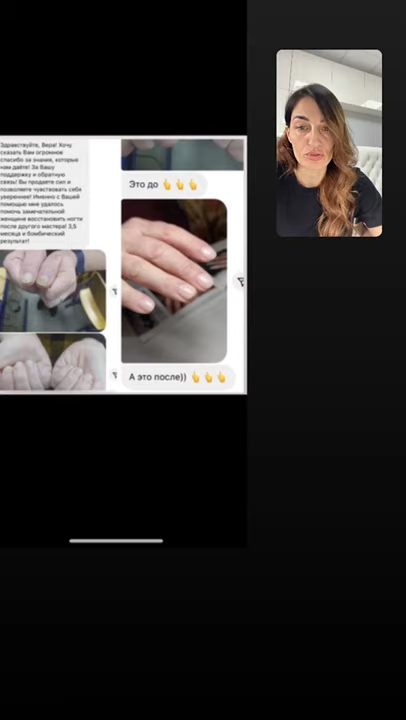 Здравствуйте, Вера! Хочу
сказать Вам огромное
спасибо за знания, которые
нам даёте! За Вашу
поддержку и обратную
связь! Вы придаете сил и
позволяете чувствовать себя
увереннее! Именно с Вашей
помощью мне удалось
помочь замечательной
женщине восстановить ногти
после другого мастера! 3,5
месяца и бомбический
результат!
Это до 👆👆👆
А это после)) 👆👆👆